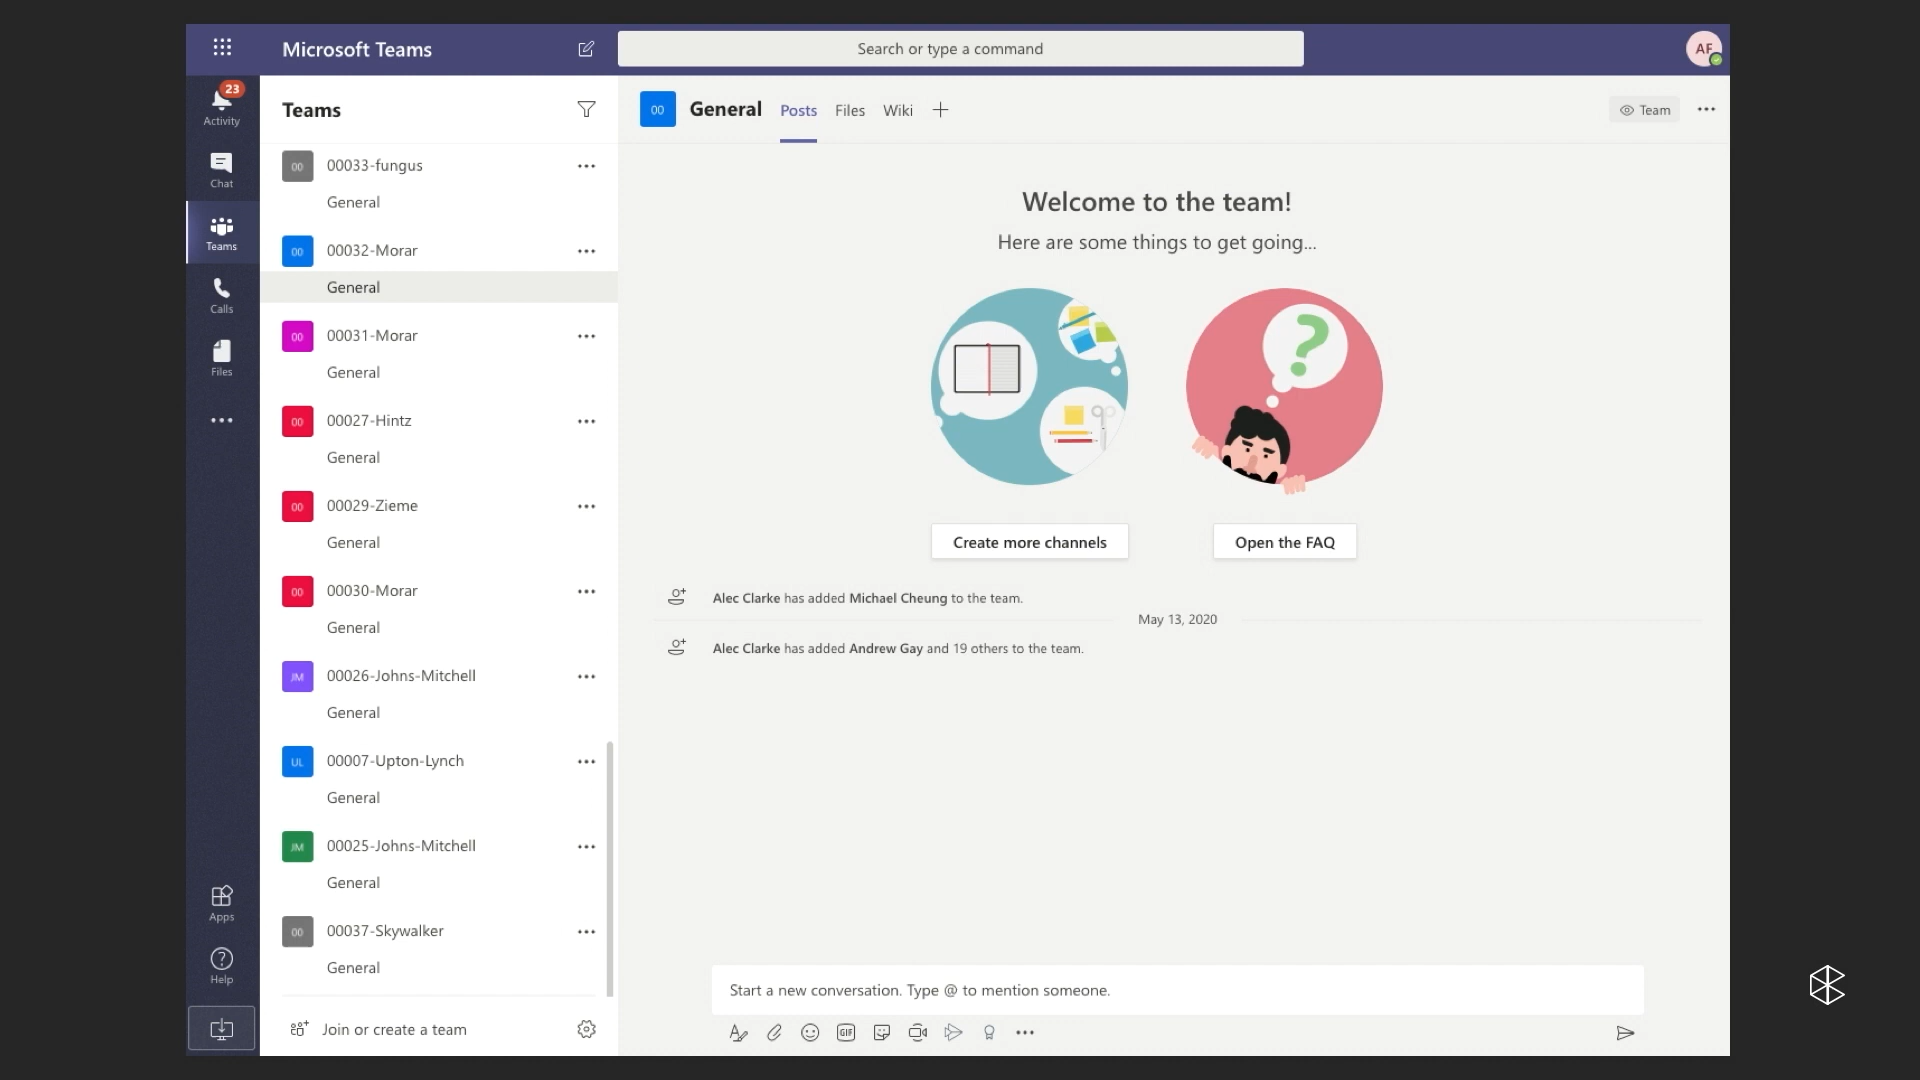 Microsoft Teams
Search or type a command
AF
23
Activity
Chat
Teams
Calls
Files
Apps
Help
Teams
00 00033-fungus
General
00 00032-Morar
General
00 00031-Morar
General
00 00027-Hintz
General
00 00029-Zieme
General
00 00030-Morar
General
JM 00026-Johns-Mitchell
General
UL 00007-Upton-Lynch
General
JM 00025-Johns-Mitchell
General
00 00037-Skywalker
General
Join or create a team
00 General Posts Files Wiki
Team
Welcome to the team!
Here are some things to get going...
?
Create more channels
Open the FAQ
Alec Clarke has added Michael Cheung to the team.
May 13, 2020
Alec Clarke has added Andrew Gay and 19 others to the team.
Start a new conversation. Type @ to mention someone.
GIF